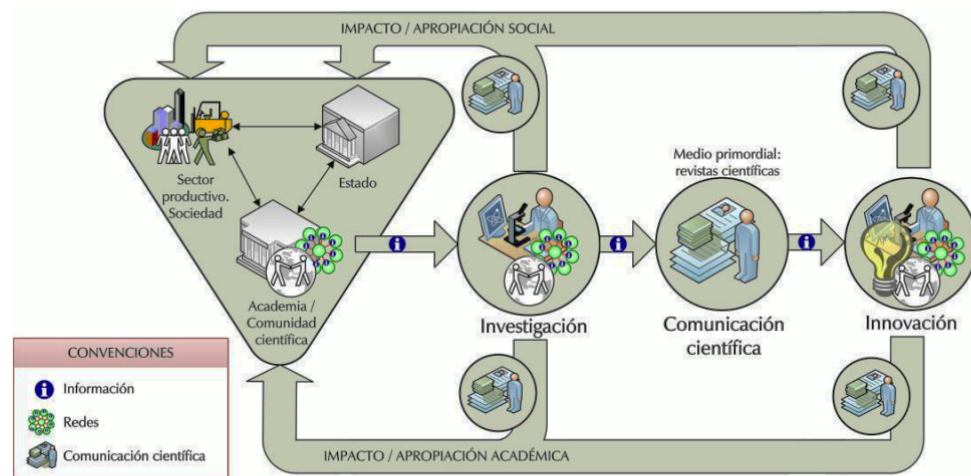 IMPACTO / APROPIACIÓN SOCIAL
Sector
productivo.
Sociedad
Estado
Academia /
Comunidad
científica
Investigación
Medio primordial:
revistas científicas
Comunicación
científica
Innovación
CONVENCIONES
i Información
Redes
Comunicación científica
IMPACTO / APROPIACIÓN ACADÉMICA